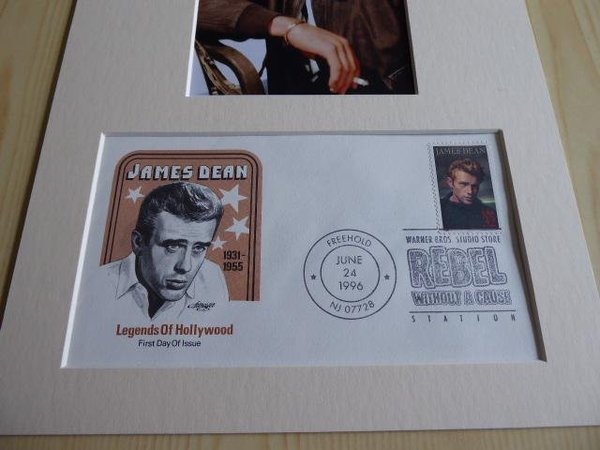 JAMES DEAN
1931-
1955
Legends Of Hollywood
First Day Of Issue
FREEHOLD
JUNE
24
1996
NJ 07728
JAMES DEAN
WARNER BROS. STUDIO STORE
REBEL
WITHOUT A CAUSE
STATION